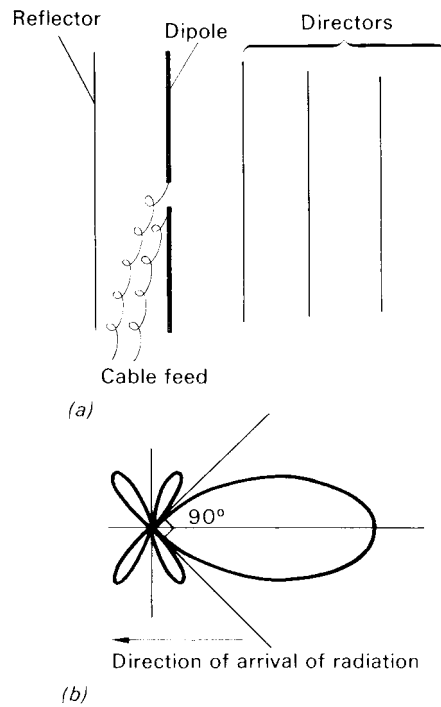 Reflector
Dipole
Directors
Cable feed
(a)
90°
Direction of arrival of radiation
(b)